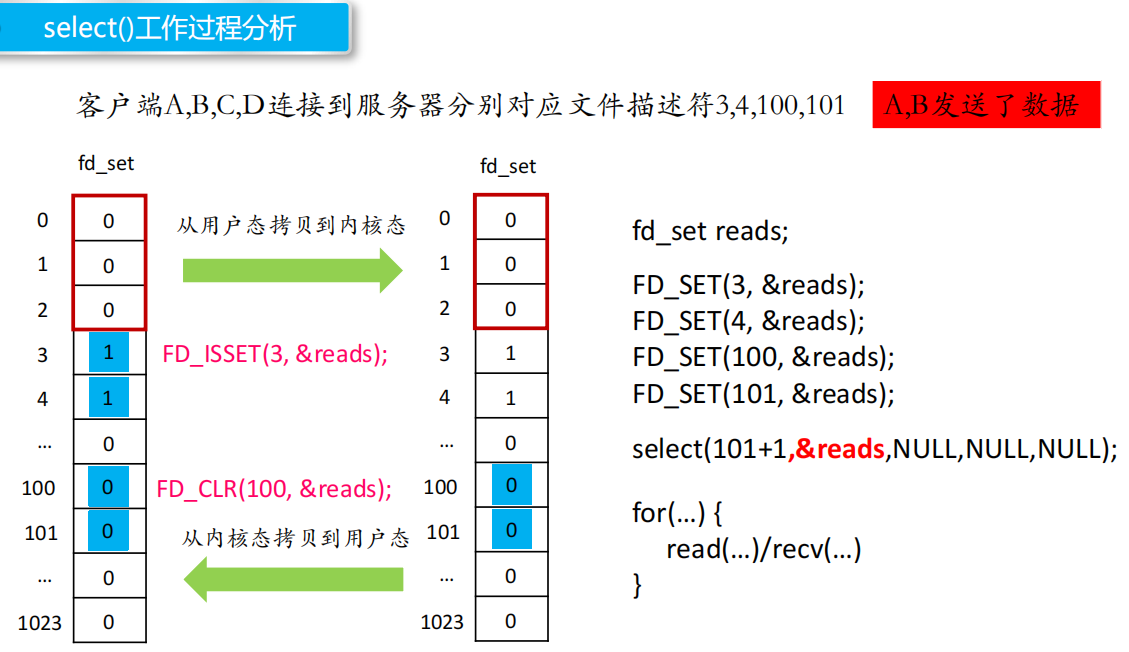 select()工作过程分析
客户端A,B,C,D连接到服务器分别对应文件描述符3,4,100,101 A,B发送了数据
fd_set
0 0
1 0
2 0
3 1 FD_ISSET(3, &reads);
4 1
... 0
100 0 FD_CLR(100, &reads);
101 0
... 0
1023 0
从用户态拷贝到内核态
从内核态拷贝到用户态
fd_set
0 0
1 0
2 0
3 1
4 1
... 0
100 0
101 0
... 0
1023 0
fd_set reads;
FD_SET(3, &reads);
FD_SET(4, &reads);
FD_SET(100, &reads);
FD_SET(101, &reads);
select(101+1,&reads,NULL,NULL,NULL);
for(…) {
read(…)/recv(…)
}